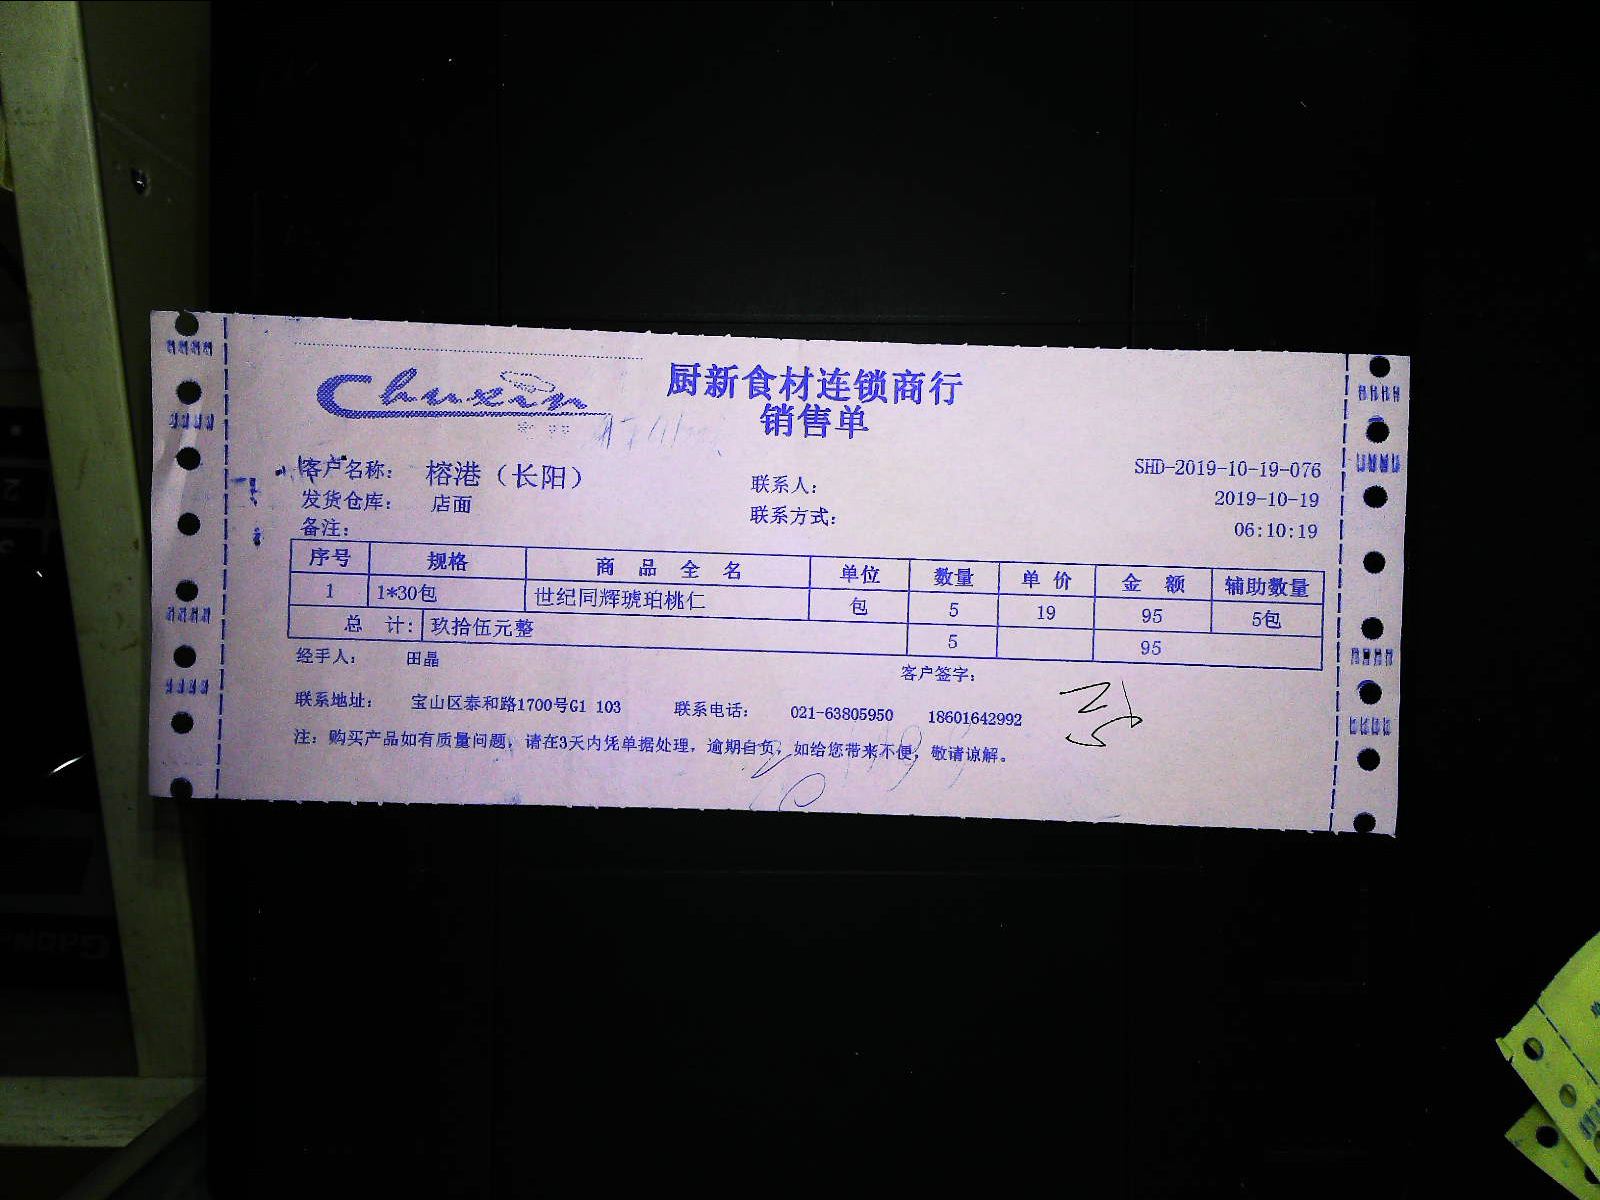 Chuxin
厨新食材连锁商行
销售单
客户名称： 榕港（长阳） 联系人： SHD-2019-10-19-076
发货仓库： 店面 联系方式： 2019-10-19
备注： 06:10:19
序号 规格 商 品 全 名 单位 数量 单 价 金 额 辅助数量
1 1*30包 世纪同辉琥珀桃仁 包 5 19 95 5包
总 计: 玖拾伍元整 5 95
经手人： 田晶 客户签字：
联系地址： 宝山区泰和路1700号G1 103 联系电话： 021-63805950 18601642992
注：购买产品如有质量问题，请在3天内凭单据处理，逾期自负，如给您带来不便，敬请谅解。